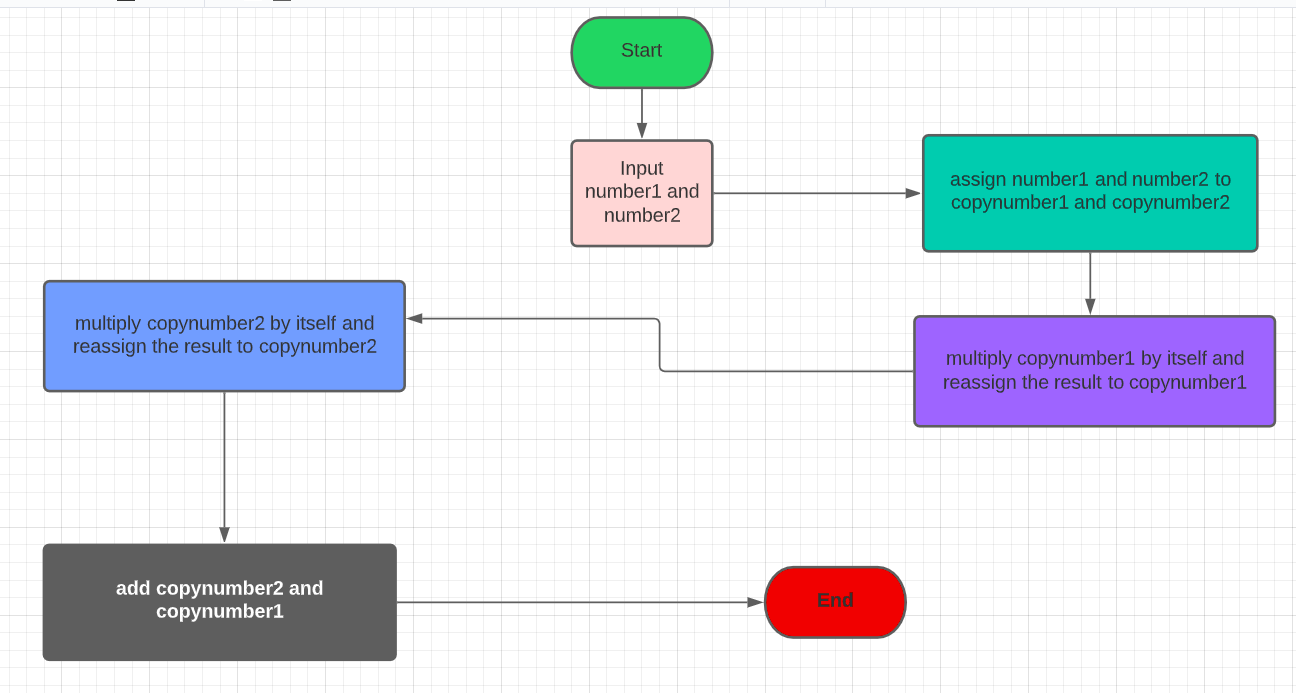 Start
Input
number1 and
number2
assign number1 and number2 to
copynumber1 and copynumber2
multiply copynumber1 by itself and
reassign the result to copynumber1
multiply copynumber2 by itself and
reassign the result to copynumber2
add copynumber2 and
copynumber1
End